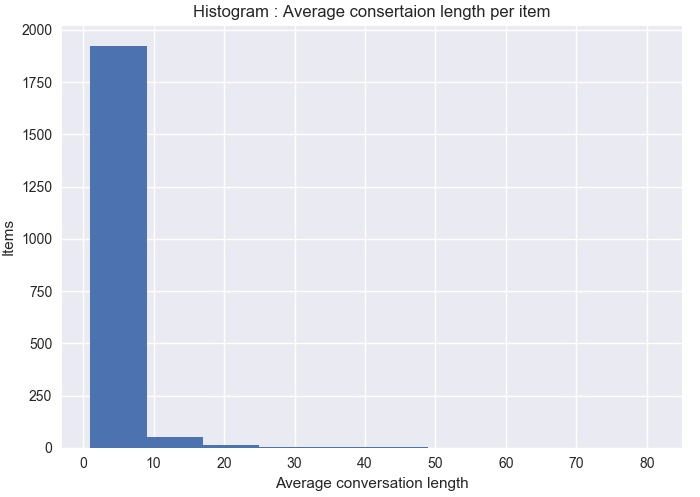 Histogram : Average consertaion length per item
2000
1750
1500
1250
1000
750
500
250
0
Items
0 10 20 30 40 50 60 70 80
Average conversation length